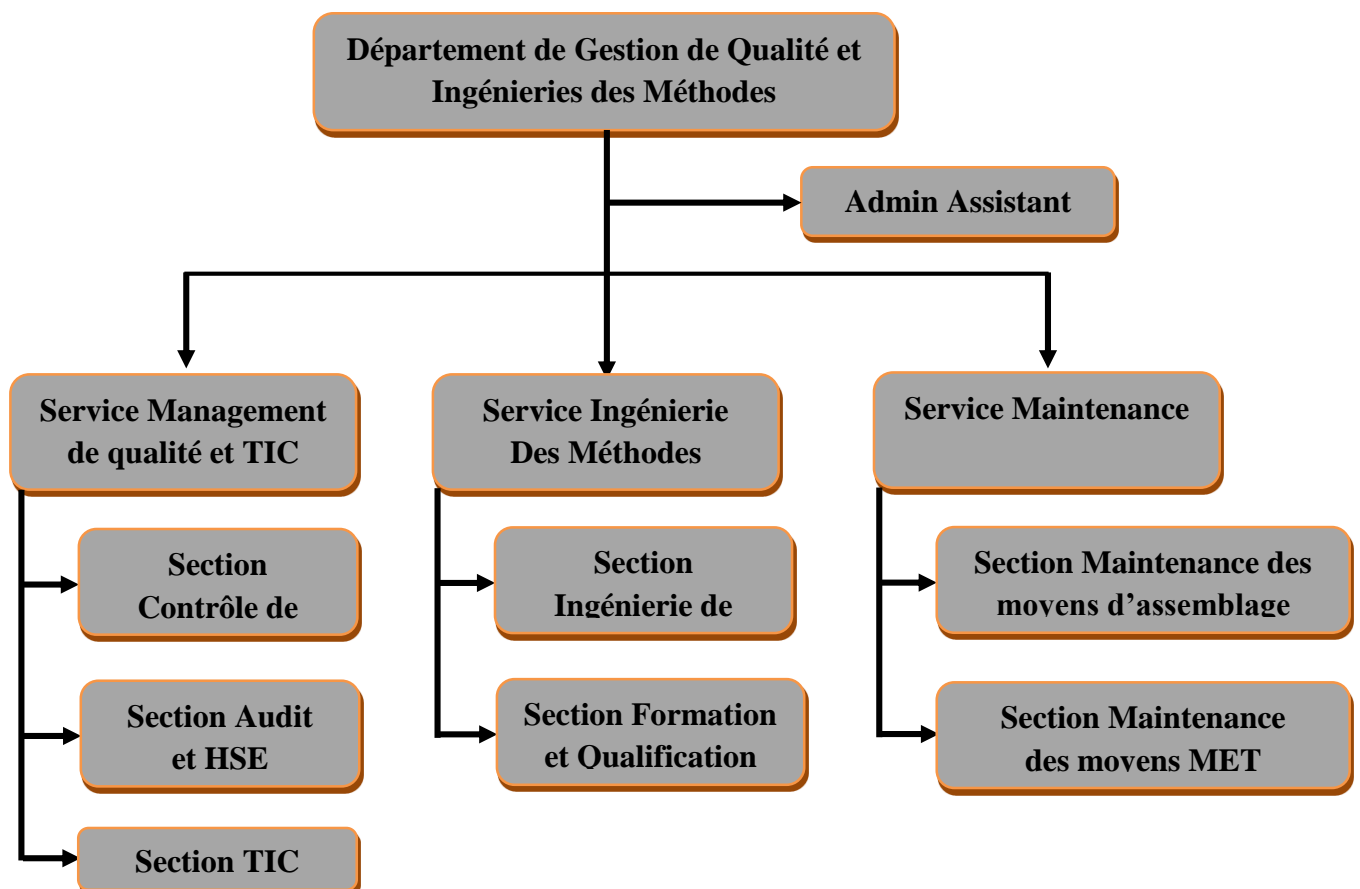 Département de Gestion de Qualité et
Ingénieries des Méthodes
Admin Assistant
Service Management
de qualité et TIC
Service Ingénierie
Des Méthodes
Service Maintenance
Section
Contrôle de
Section
Ingénierie de
Section Maintenance des
moyens d’assemblage
Section Audit
et HSE
Section Formation
et Qualification
Section Maintenance
des moyens MET
Section TIC